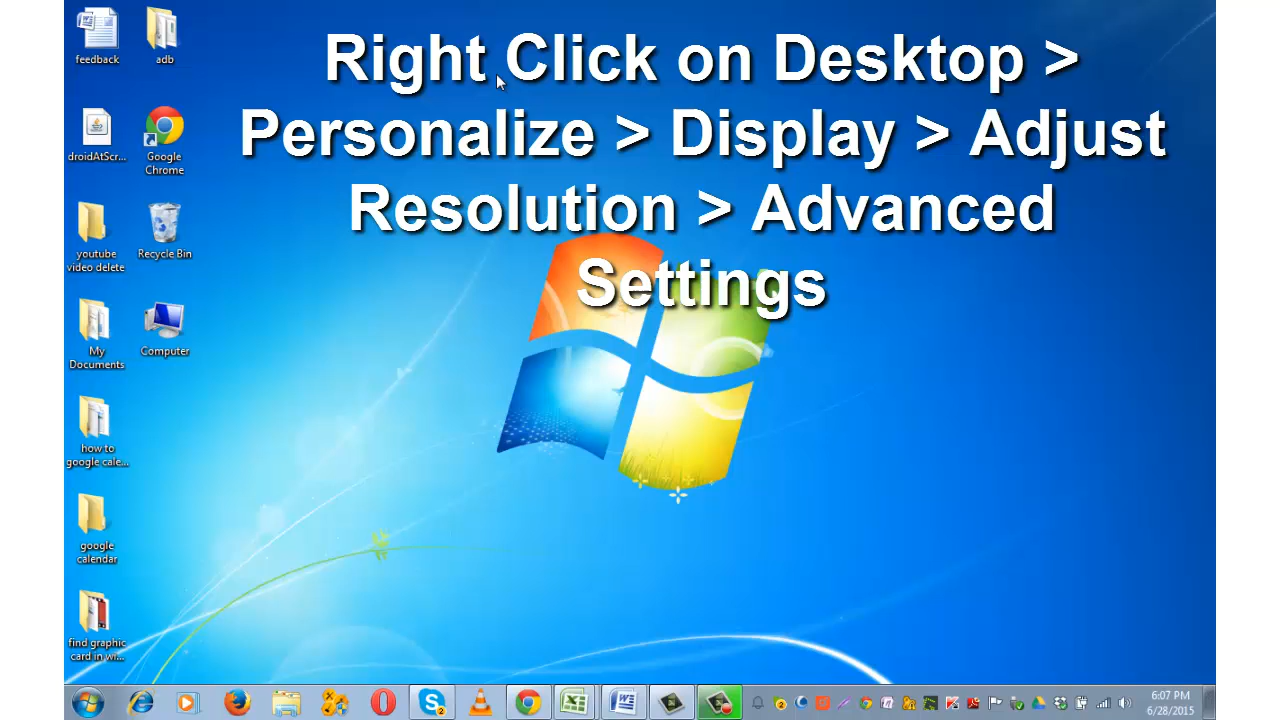 Right Click on Desktop >
Personalize > Display > Adjust
Resolution > Advanced
Settings
feedback
adb
droidAtScr...
Google
Chrome
youtube
video delete
Recycle Bin
My
Documents
Computer
how to
google cale...
google
calendar
find graphic
card in wi...
6:07 PM
6/28/2015